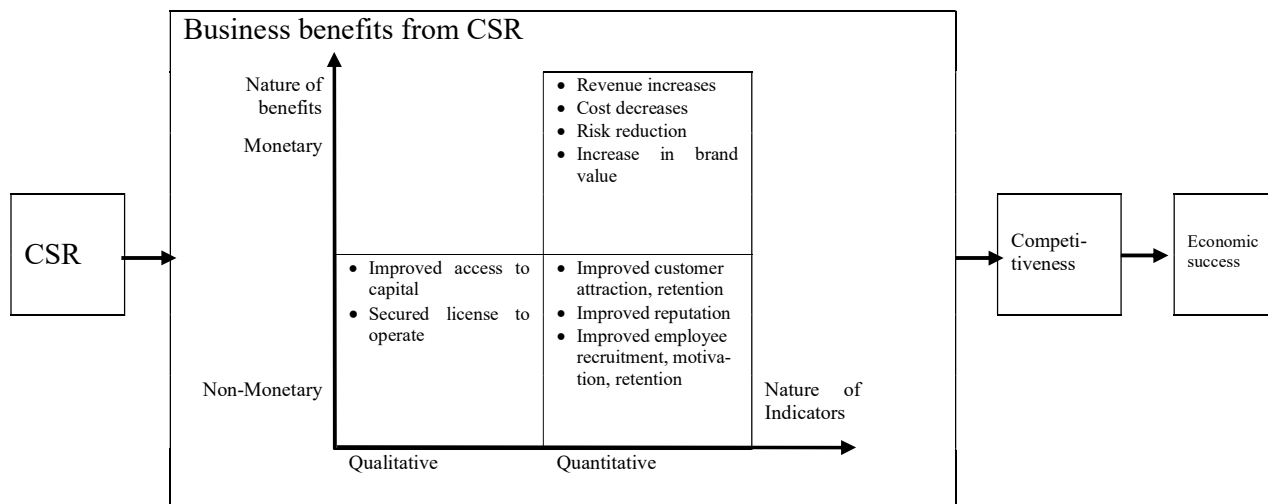 Business benefits from CSR
Nature of
benefits
Monetary
Non-Monetary
• Revenue increases
• Cost decreases
• Risk reduction
• Increase in brand
value
CSR
• Improved access to
capital
• Secured license to
operate
• Improved customer
attraction, retention
• Improved reputation
• Improved employee
recruitment, motiva-
tion, retention
Nature of
Indicators
Qualitative
Quantitative
Competi-
tiveness
Economic
success